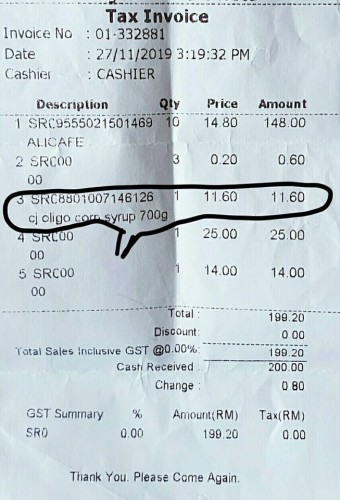 Tax Invoice
Invoice No : 01-332881
Date : 27/11/2019 3:19:32 PM
Cashier : CASHIER
Description Qty Price Amount
1 SRC9555021501469 10 14.80 148.00
ALICAFE
2 SRC00 3 0.20 0.60
00
3 SRC8801007146126 1 11.60 11.60
cj oligo corn syrup 700g
4 SRC00 1 25.00 25.00
00
5 SRC00 1 14.00 14.00
00
Total : 199.20
Discount: 0.00
Total Sales Inclusive GST @0.00%: 199.20
Cash Received : 200.00
Change : 0.80
GST Summary % Amount(RM) Tax(RM)
SR0 0.00 199.20 0.00
Thank You. Please Come Again.